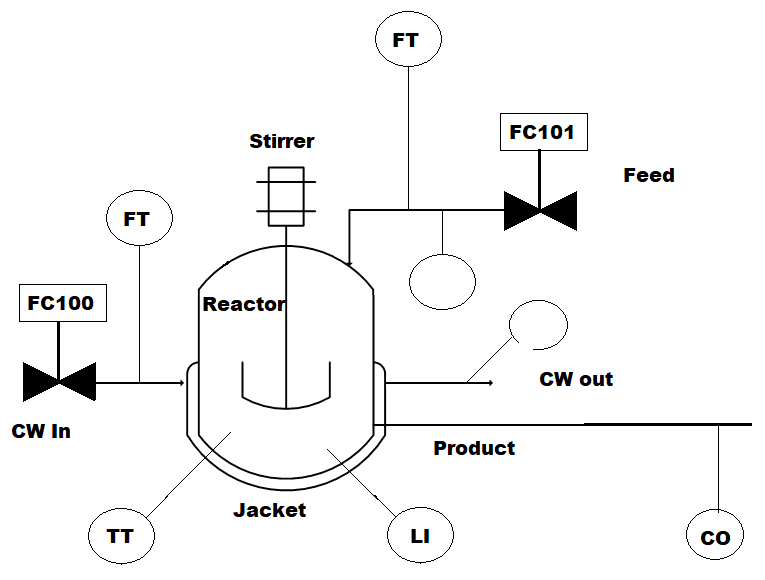 FT
FC101
Stirrer
Feed
FT
Reactor
FC100
CW out
CW In
Product
Jacket
TT
LI
CO